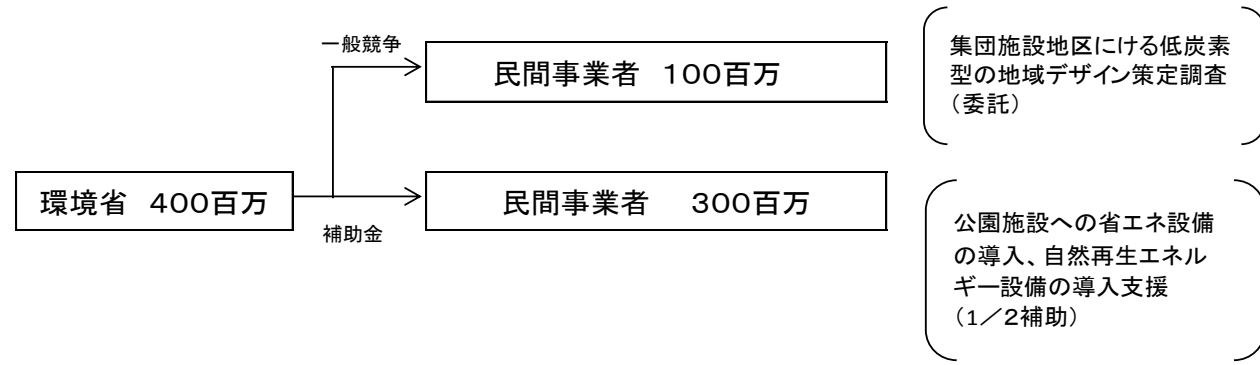 一般競争
民間事業者　100百万
集団施設地区にける低炭素
型の地域デザイン策定調査
（委託）
環境省　400百万
補助金
民間事業者　300百万
公園施設への省エネ設備
の導入、自然再生エネル
ギー設備の導入支援
（1／2補助）